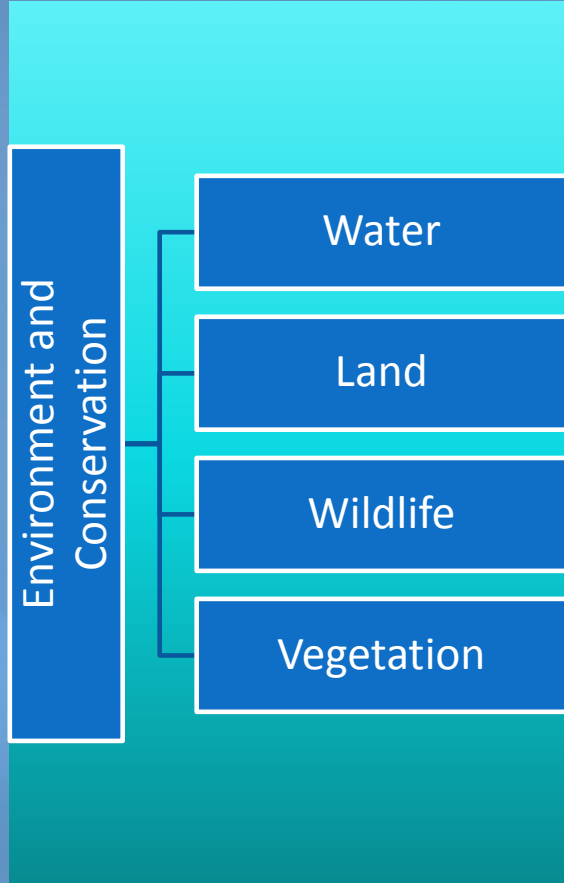 Environment and
Conservation
Water
Land
Wildlife
Vegetation